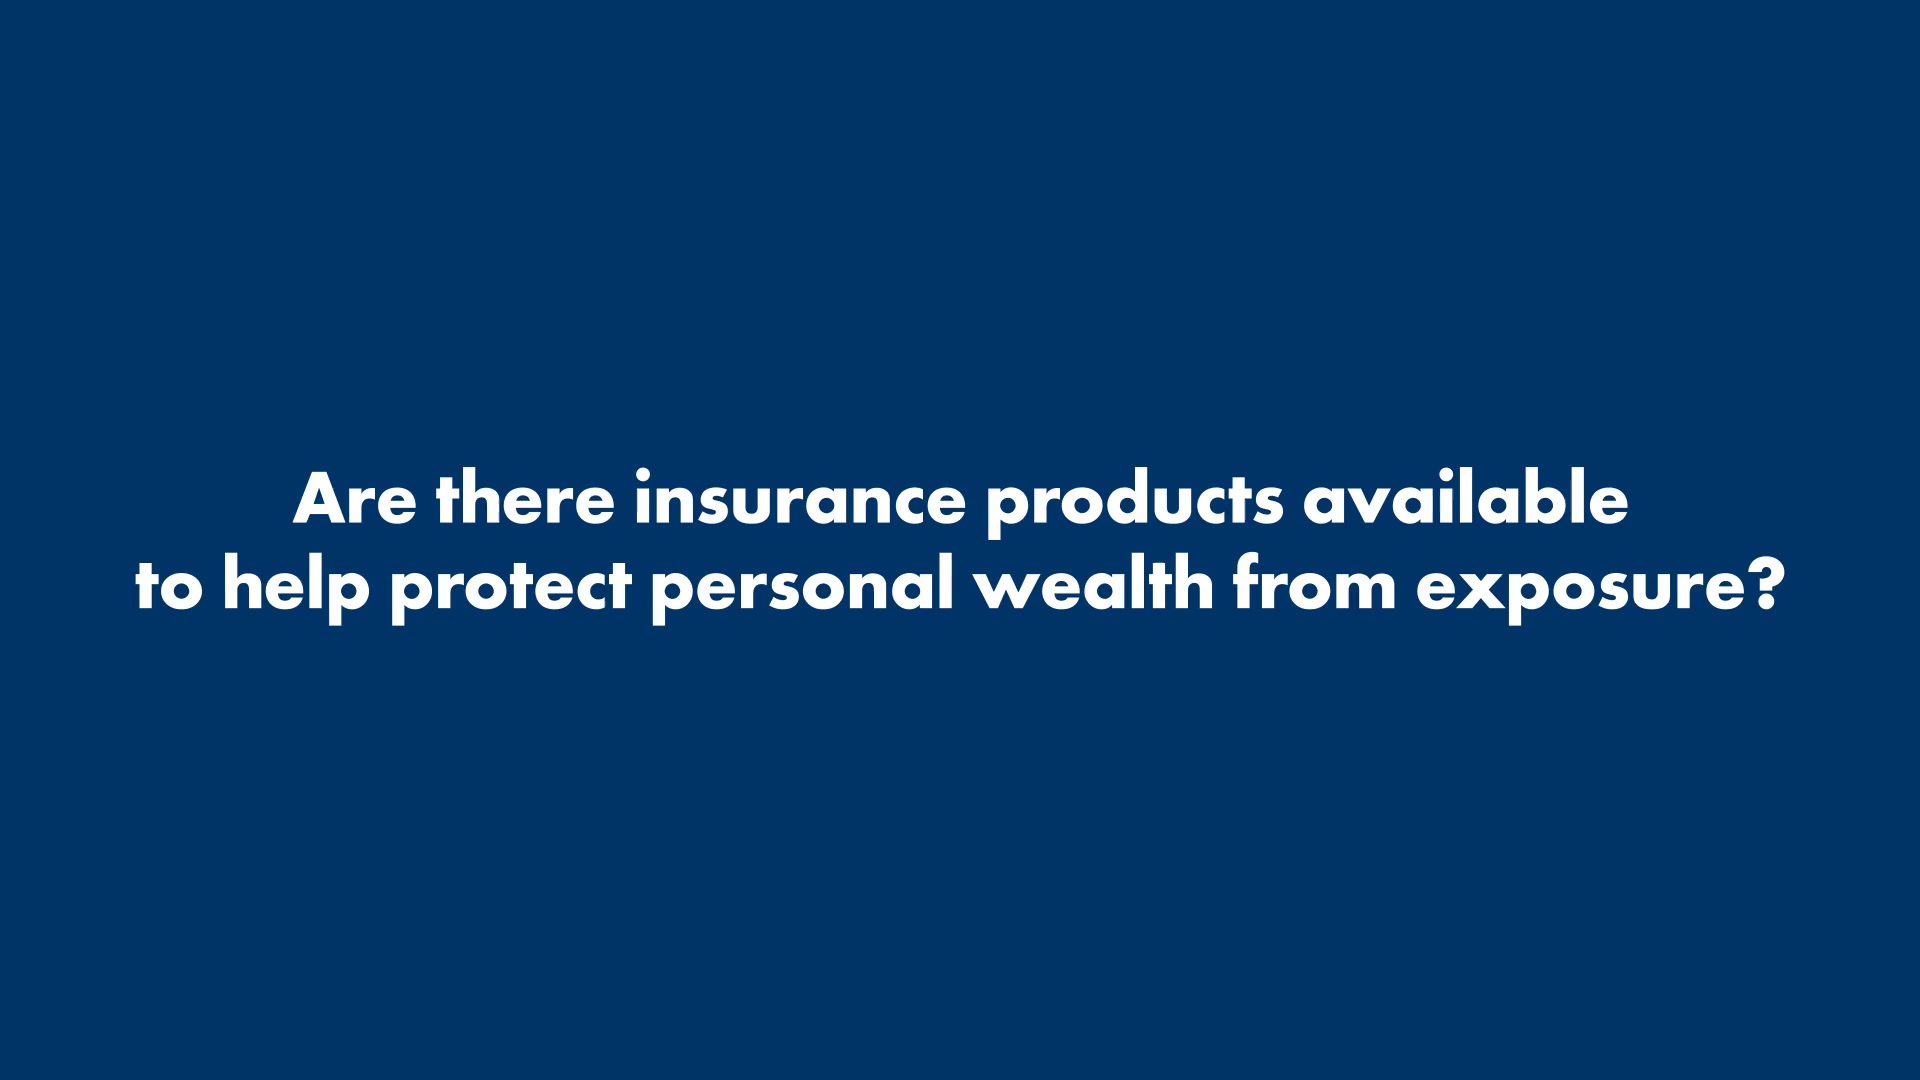 Are there insurance products available
to help protect personal wealth from exposure?